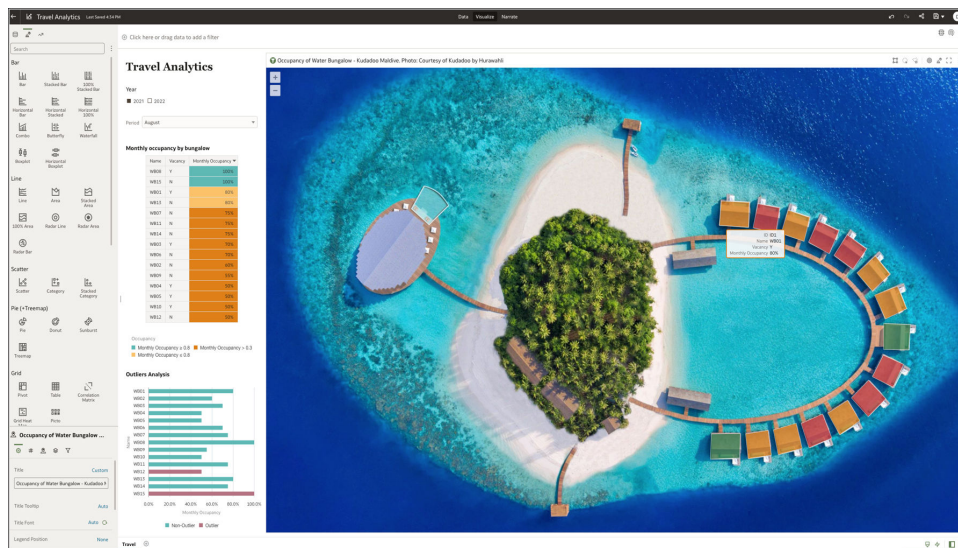 Travel Analytics Last Saved 4:54 PM
Data Visualize Narrate
Search
Click here or drag data to add a filter
Bar
Bar Stacked Bar 100% Stacked Bar
Horizontal Bar Horizontal Stacked Horizontal 100%
Combo Butterfly Waterfall
Boxplot Horizontal Boxplot
Line
Line Area Stacked Area
100% Area Radar Line Radar Area
Radar Bar
Scatter
Scatter Category Stacked Category
Pie (+Treemap)
Pie Donut Sunburst
Treemap
Grid
Pivot Table Correlation Matrix
Grid Heat Picto
Occupancy of Water Bungalow ...
Title Custom
Occupancy of Water Bungalow - Kudadoo
Title Tooltip Auto
Title Font Auto
Legend Position None
Travel Analytics
Year
2021 2022
Period August
Monthly occupancy by bungalow
Name Vacancy Monthly Occupancy
WB08 Y 100%
WB15 N 100%
WB01 Y 80%
WB13 N 80%
WB07 N 75%
WB11 N 75%
WB14 N 75%
WB03 Y 70%
WB06 N 70%
WB02 N 60%
WB09 N
WB04 Y 50%
WB05 Y 50%
WB10 Y 50%
WB12 N 50%
Occupancy
Monthly Occupancy ≥ 0.9 Monthly Occupancy > 0.3
Monthly Occupancy ≥ 0.8
Outliers Analysis
Name
WB01
WB02
WB03
WB04
WB05
WB06
WB07
WB08
WB09
WB10
WB11
WB12
WB13
WB14
WB15
0.0% 20.0% 40.0% 60.0% 80.0% 100.0%
Monthly Occupancy
Non-Outlier Outlier
Occupancy of Water Bungalow - Kudadoo Maldive. Photo: Courtesy of Kudadoo by Hurawahli
ID ID1
Name WB01
Vacancy Y
Monthly Occupancy 80%
Travel